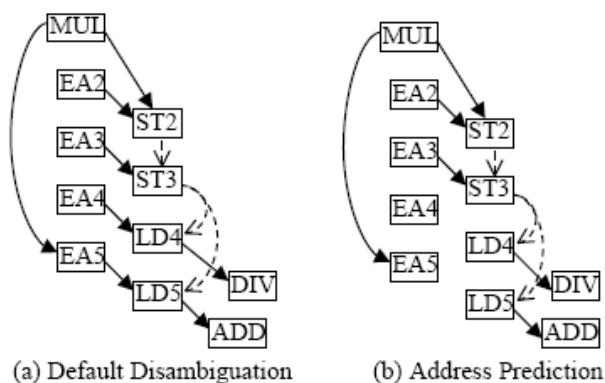 MUL
EA2
ST2
EA3
ST3
EA4
LD4
EA5
LD5
DIV
ADD
(a) Default Disambiguation
MUL
EA2
ST2
EA3
ST3
EA4
LD4
EA5
LD5
DIV
ADD
(b) Address Prediction